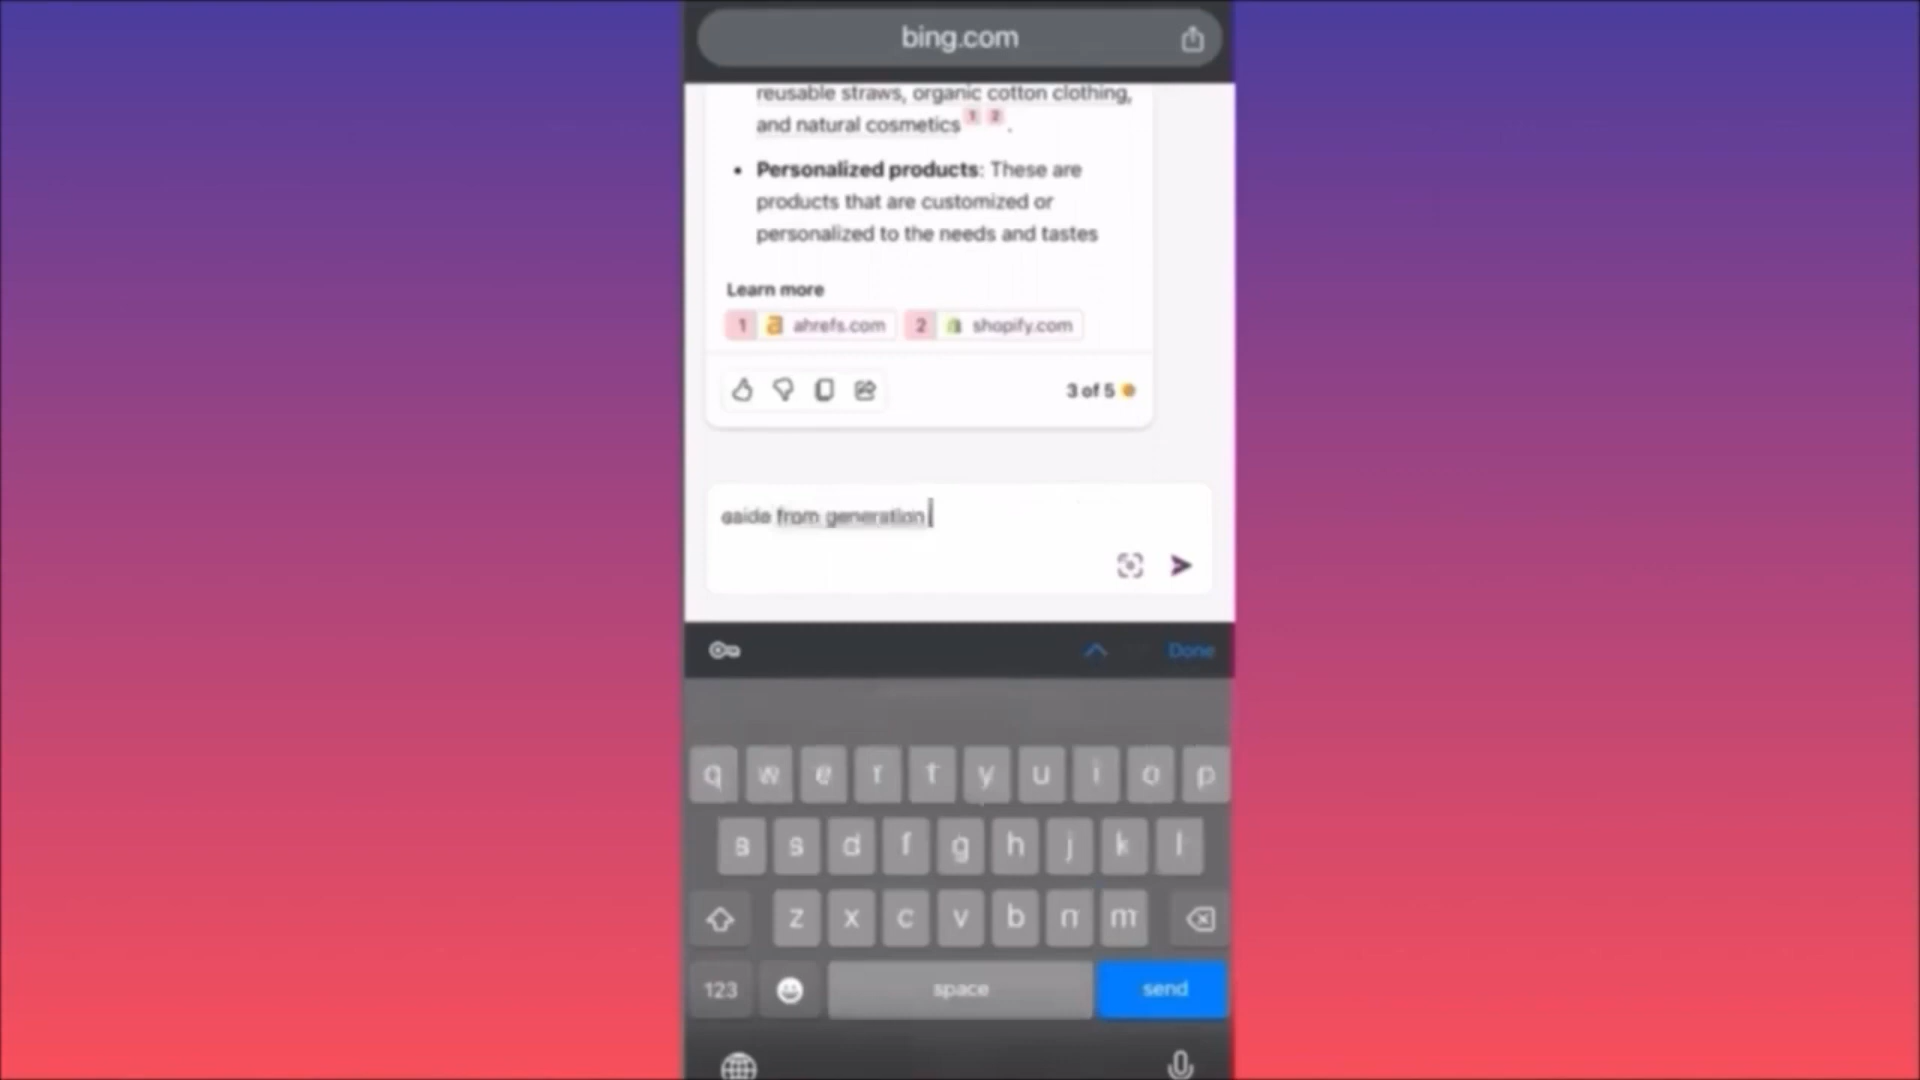 bing.com
reusable straws, organic cotton clothing,
and natural cosmetics 1 2 .
• Personalized products: These are
products that are customized or
personalized to the needs and tastes
Learn more
1 ahrefs.com 2 shopify.com
3 of 5
from generation
Done
q w e r t y u i o p
a s d f g h j k l
z x c v b n m
123 space send